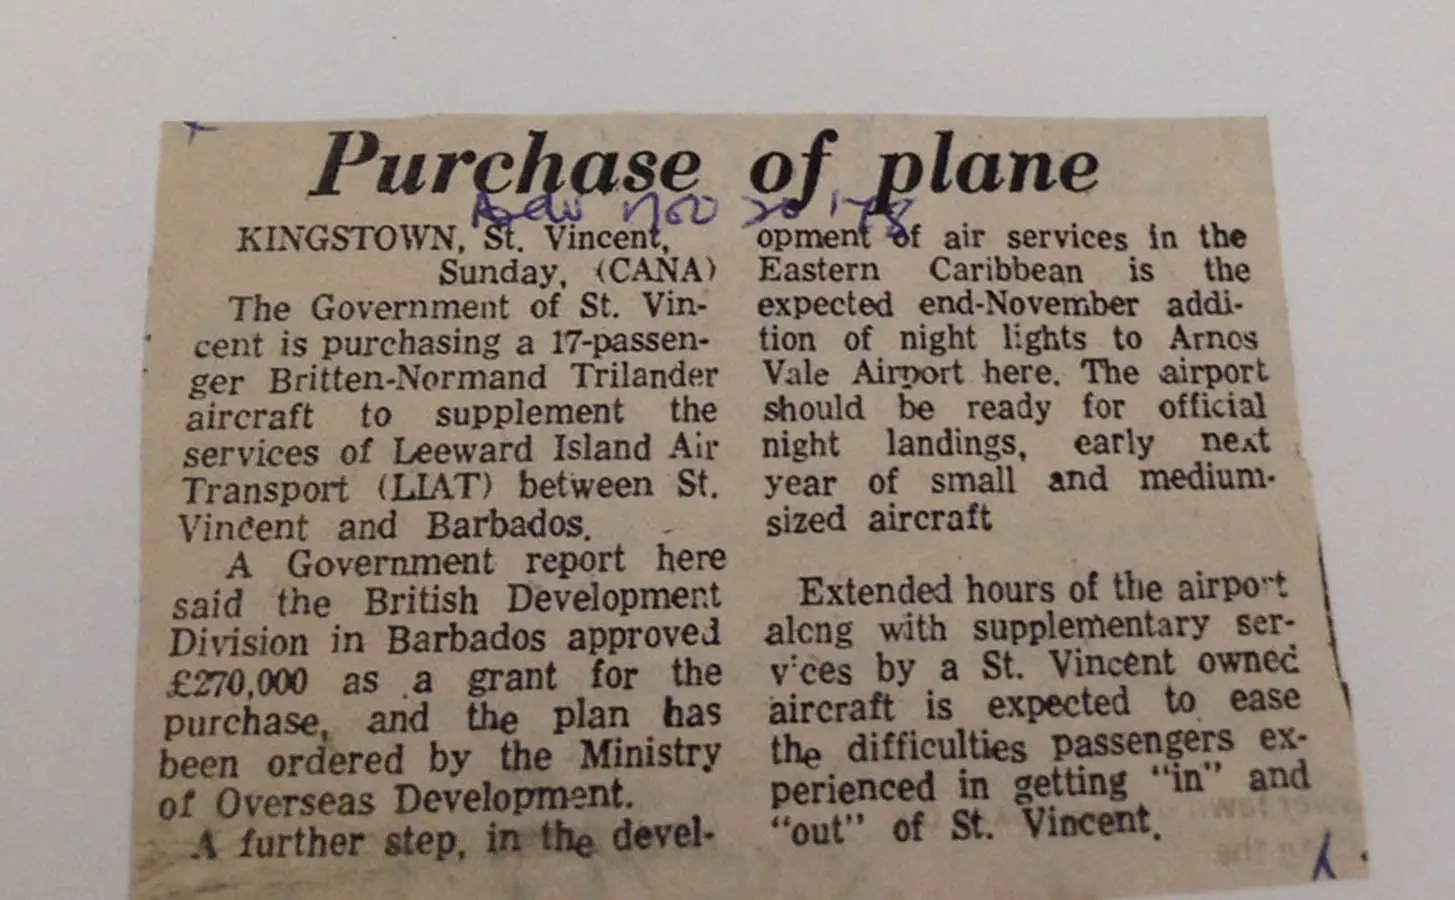 Purchase of plane
KINGSTOWN, St. Vincent,
Sunday, (CANA)
The Government of St. Vin-
cent is purchasing a 17-passen-
ger Britten-Normand Trilander
aircraft to supplement the
services of Leeward Island Air
Transport (LIAT) between St.
Vincent and Barbados.
A Government report here
said the British Development
Division in Barbados approved
£270,000 as a grant for the
purchase, and the plan has
been ordered by the Ministry
of Overseas Development.
A further step, in the devel-
opment of air services in the
Eastern Caribbean is the
expected end-November addi-
tion of night lights to Arnos
Vale Airport here. The airport
should be ready for official
night landings, early next
year of small and medium-
sized aircraft
Extended hours of the airport
along with supplementary ser-
vices by a St. Vincent owned
aircraft is expected to ease
the difficulties passengers ex-
perienced in getting "in" and
"out" of St. Vincent.